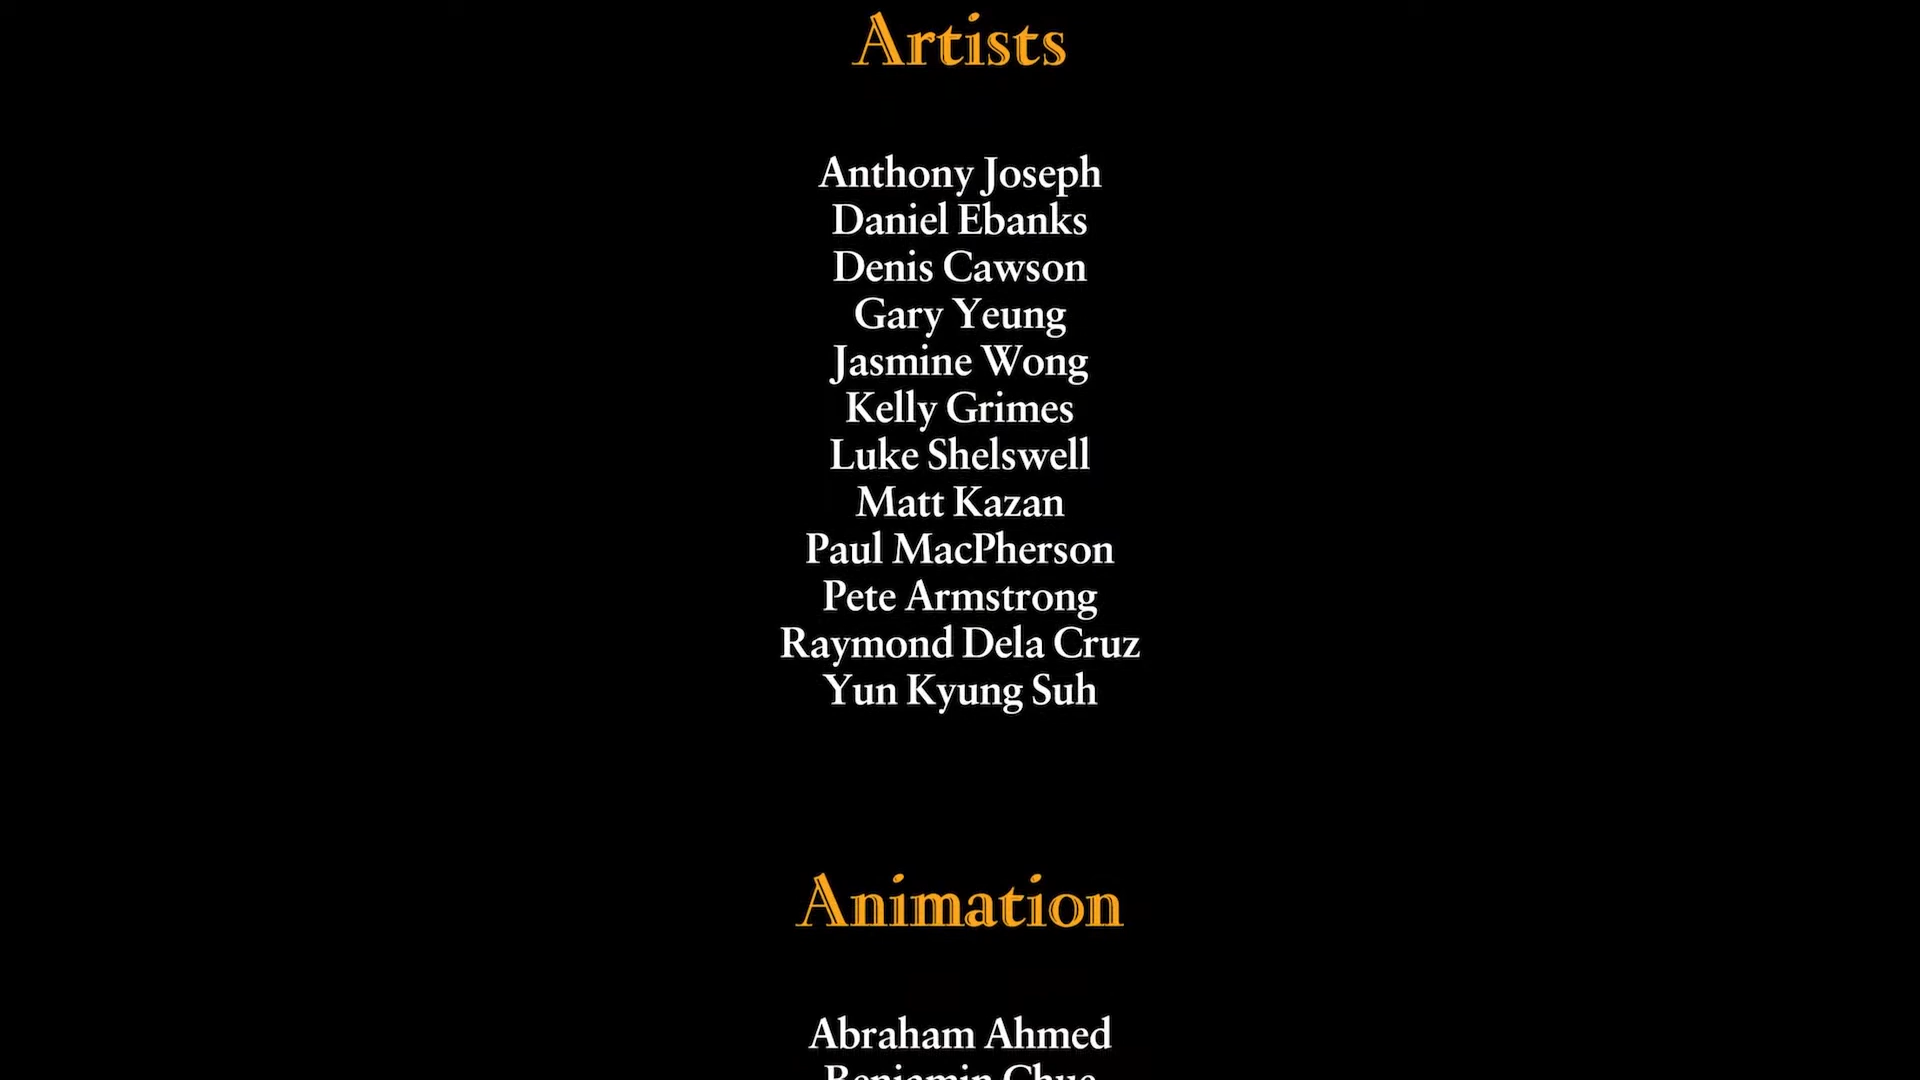 Artists
Anthony Joseph
Daniel Ebanks
Denis Cawson
Gary Yeung
Jasmine Wong
Kelly Grimes
Luke Shelswell
Matt Kazan
Paul MacPherson
Pete Armstrong
Raymond Dela Cruz
Yun Kyung Suh
Animation
Abraham Ahmed
Benjamin